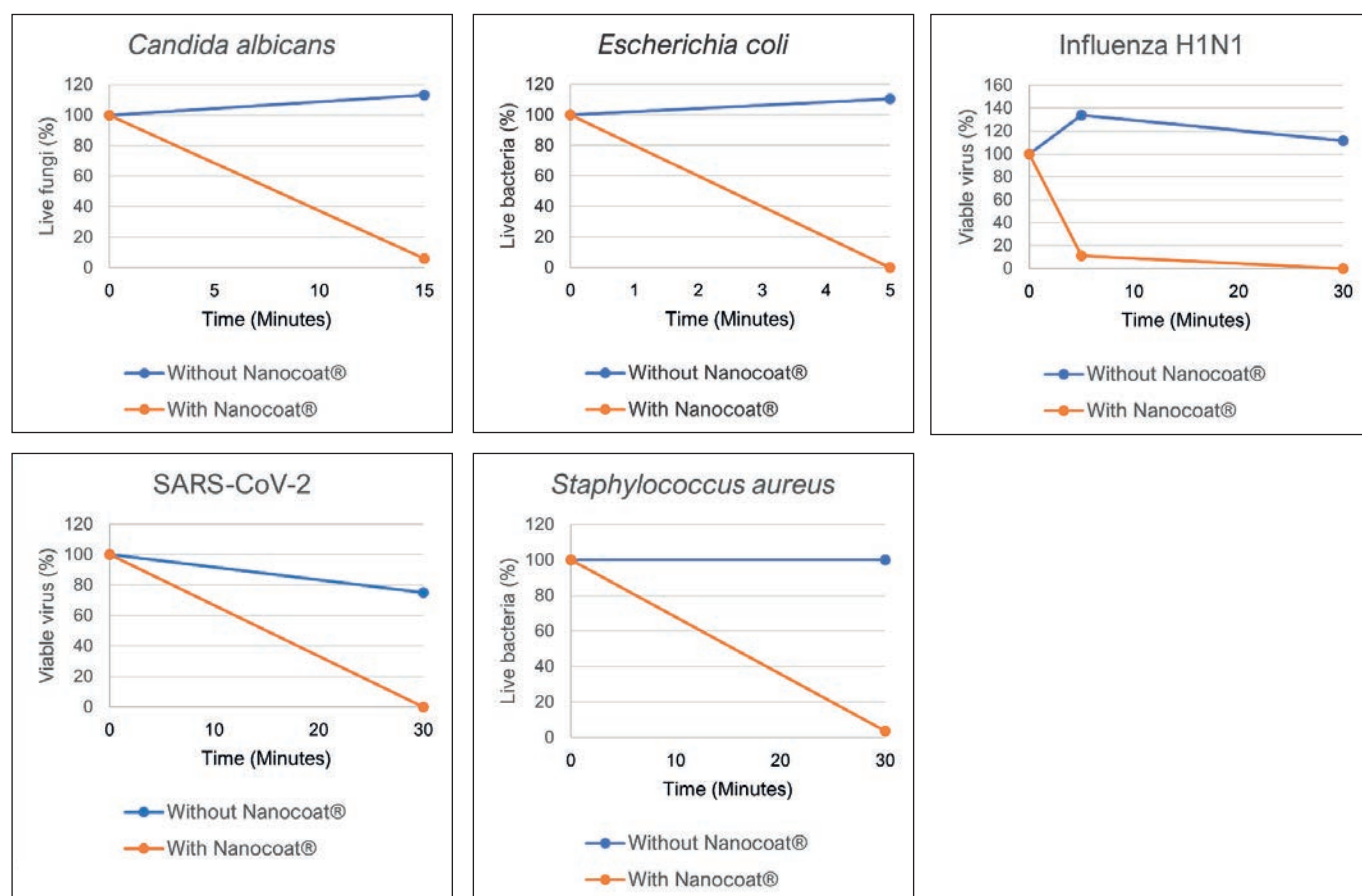 Candida albicans
120
100
80
60
40
20
0
Live fungi (%)
0 5 10 15
Time (Minutes)
Without Nanocoat®
With Nanocoat®
Escherichia coli
120
100
80
60
40
20
0
Live bacteria (%)
0 1 2 3 4 5
Time (Minutes)
Without Nanocoat®
With Nanocoat®
Influenza H1N1
160
140
120
100
80
60
40
20
0
Viable virus (%)
0 10 20 30
Time (Minutes)
Without Nanocoat®
With Nanocoat®
SARS-CoV-2
120
100
80
60
40
20
0
Viable virus (%)
0 10 20 30
Time (Minutes)
Without Nanocoat®
With Nanocoat®
Staphylococcus aureus
120
100
80
60
40
20
0
Live bacteria (%)
0 10 20 30
Time (Minutes)
Without Nanocoat®
With Nanocoat®